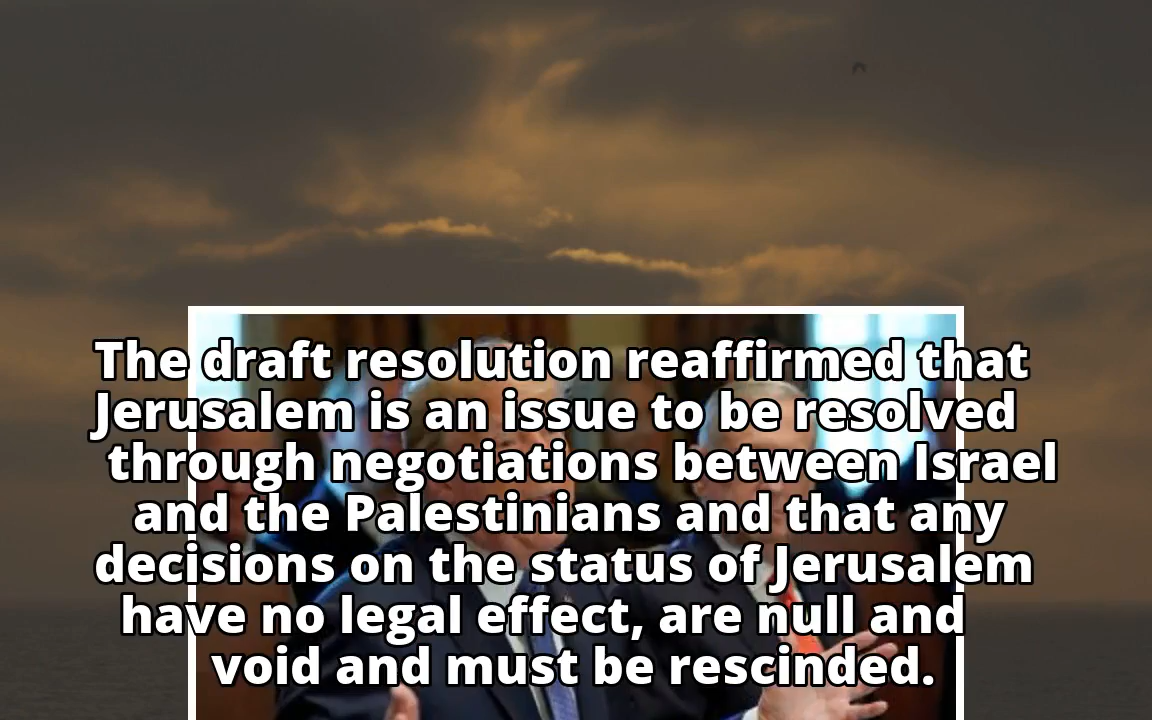 The draft resolution reaffirmed that
Jerusalem is an issue to be resolved
through negotiations between Israel
and the Palestinians and that any
decisions on the status of Jerusalem
have no legal effect, are null and
void and must be rescinded.